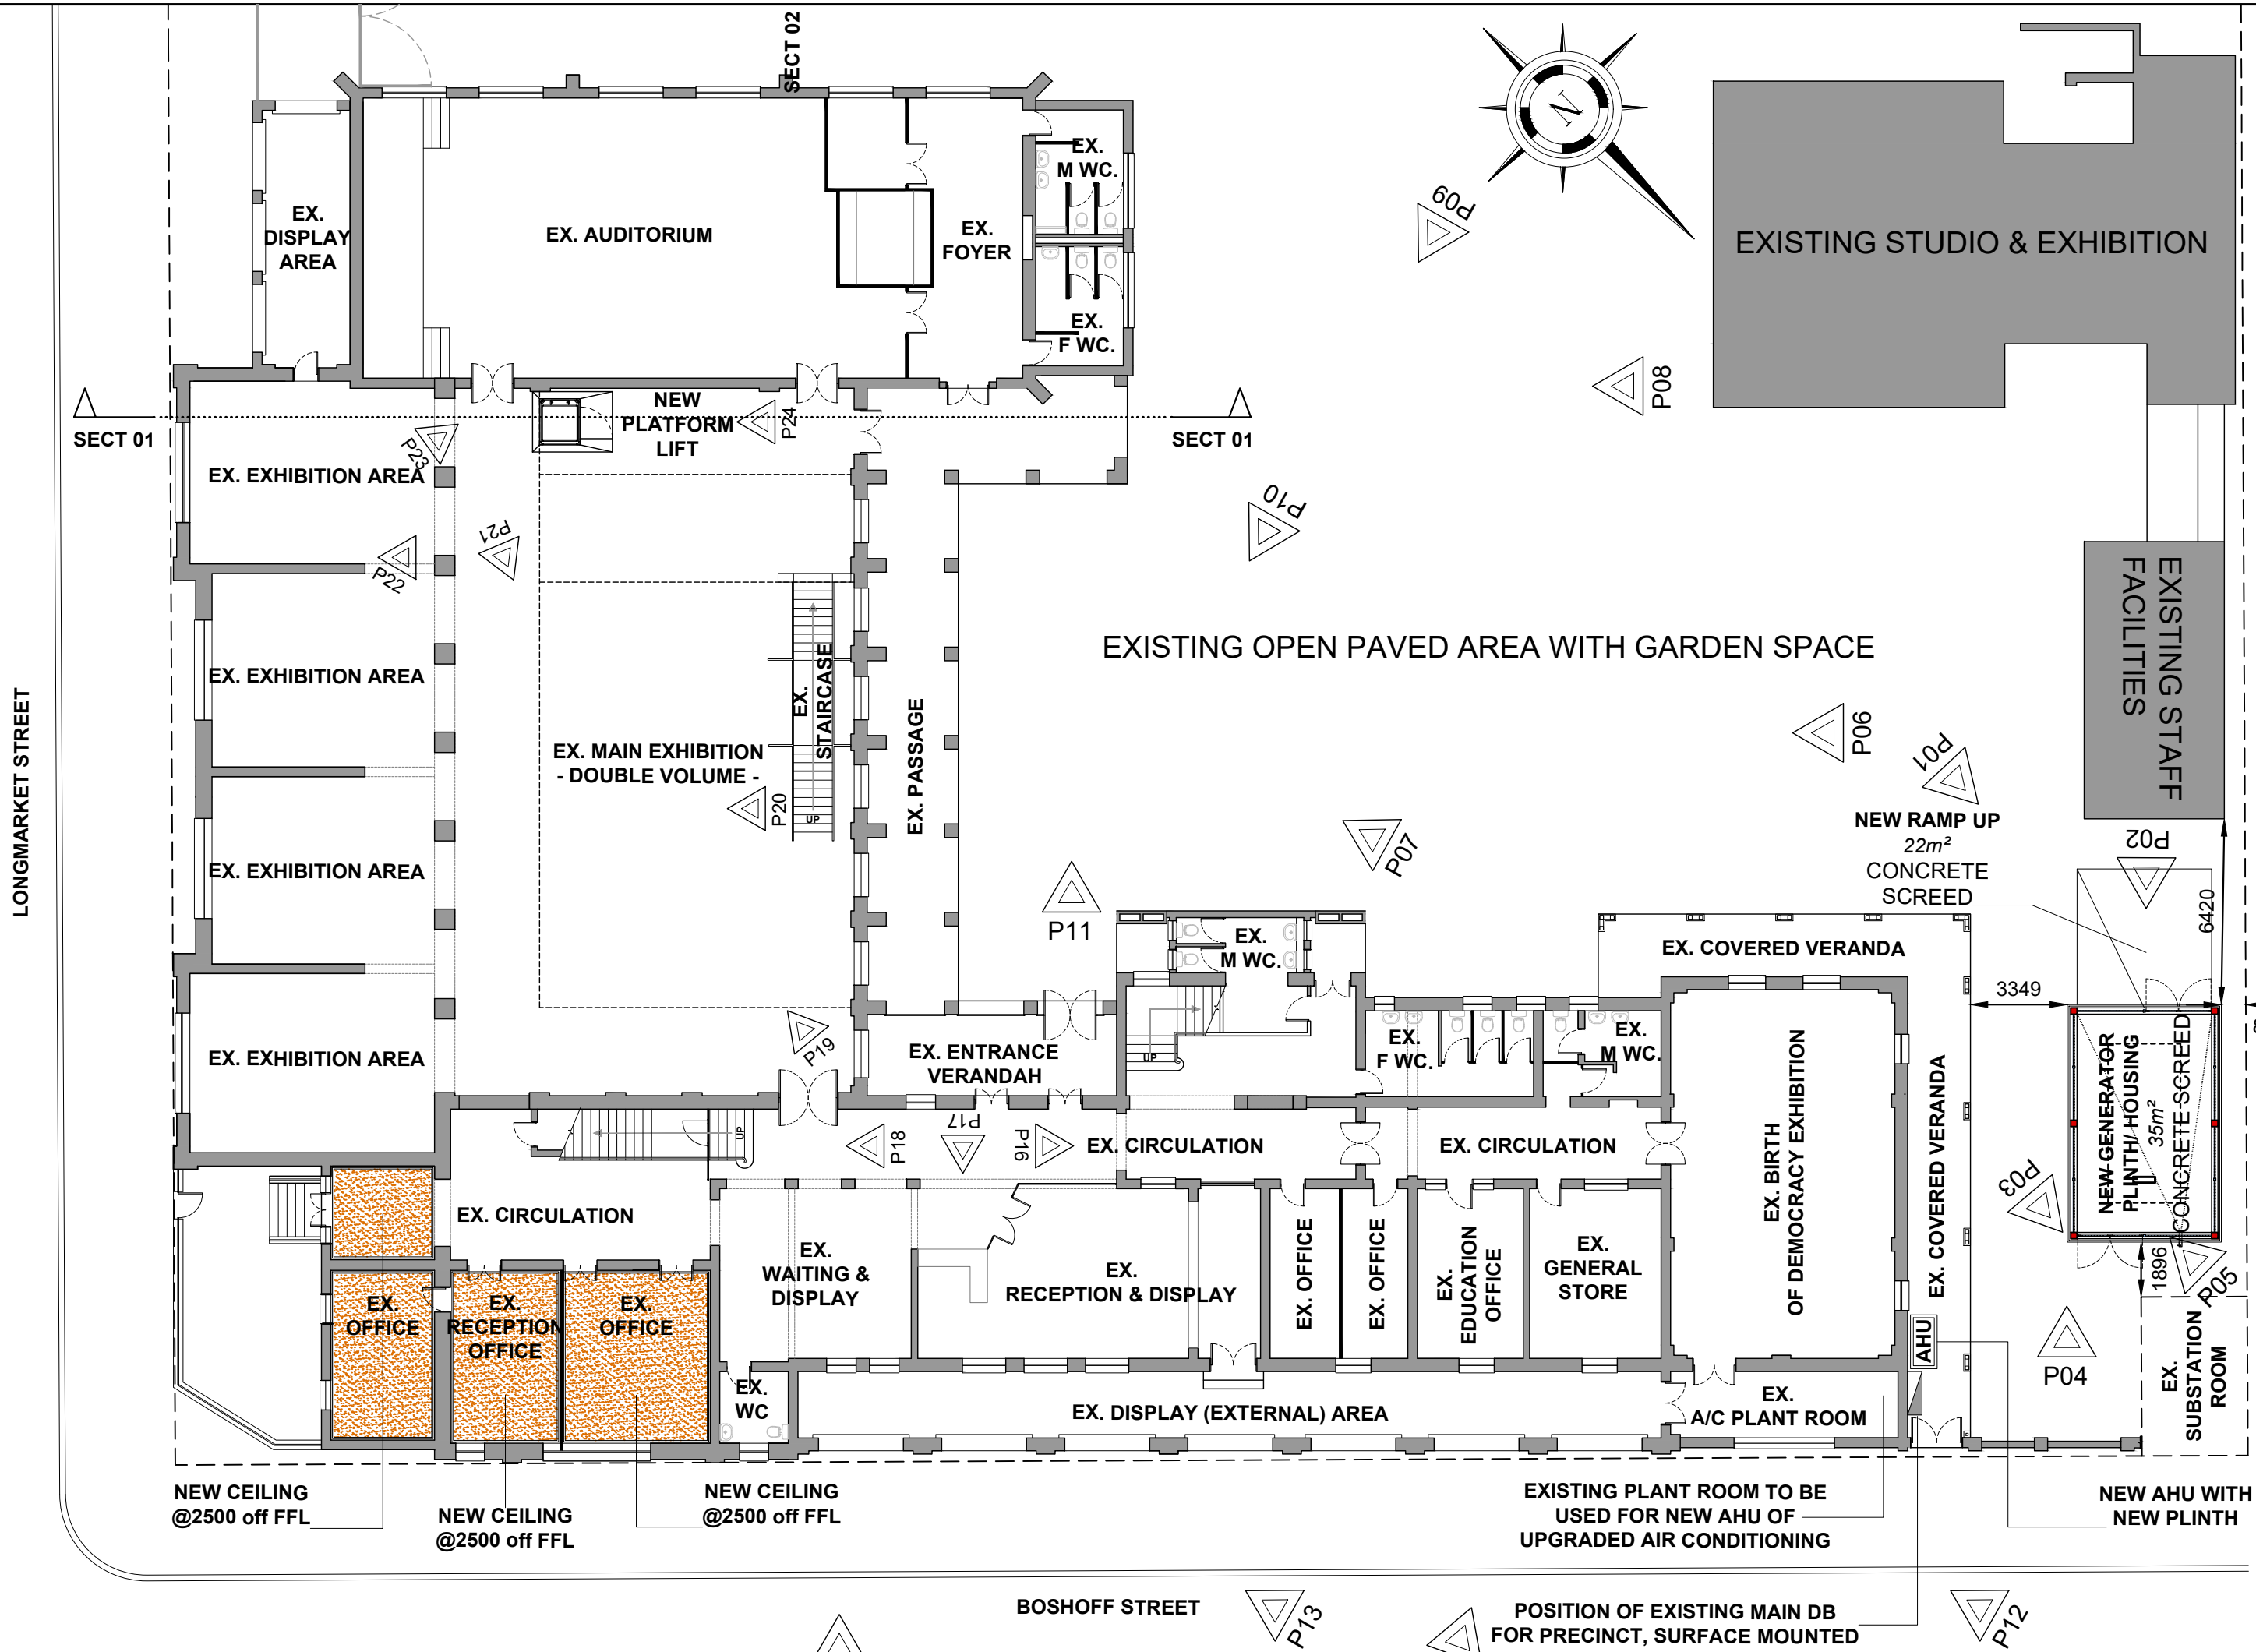 SECT 02
N
EX.
DISPLAY
AREA
EX. AUDITORIUM
EX.
FOYER
EX.
M WC.
EX.
F WC.
P09
EXISTING STUDIO & EXHIBITION
P08
SECT 01
NEW
PLATFORM
LIFT
P24
SECT 01
P23
EX. EXHIBITION AREA
P21
P22
P10
EX. EXHIBITION AREA
EX.
STAIRCASE
UP
EX. MAIN EXHIBITION
- DOUBLE VOLUME -
P20
EX. PASSAGE
EXISTING OPEN PAVED AREA WITH GARDEN SPACE
EXISTING STAFF
FACILITIES
LONGMARKET STREET
P06
P01
P07
P02
NEW RAMP UP
22m²
CONCRETE
SCREED
6420
EX. EXHIBITION AREA
P11
EX.
M WC.
EX. COVERED VERANDA
3349
EX. EXHIBITION AREA
P19
EX. ENTRANCE
VERANDAH
UP
EX.
F WC.
EX.
M WC.
EX. BIRTH
OF DEMOCRACY EXHIBITION
EX. COVERED VERANDA
NEW GENERATOR
PLINTH/ HOUSING
35m²
CONCRETE SCREED
UP
P18
P17
P16
EX. CIRCULATION
EX. CIRCULATION
P03
EX. CIRCULATION
EX.
WAITING &
DISPLAY
EX.
RECEPTION & DISPLAY
EX. OFFICE
EX. OFFICE
EX.
EDUCATION
OFFICE
EX.
GENERAL
STORE
1896
P05
EX.
OFFICE
EX.
RECEPTION
OFFICE
EX.
OFFICE
AHU
P04
EX.
SUBSTATION
ROOM
EX.
WC
EX. DISPLAY (EXTERNAL) AREA
EX.
A/C PLANT ROOM
NEW CEILING
@2500 off FFL
NEW CEILING
@2500 off FFL
NEW CEILING
@2500 off FFL
EXISTING PLANT ROOM TO BE
USED FOR NEW AHU OF
UPGRADED AIR CONDITIONING
NEW AHU WITH
NEW PLINTH
BOSHOFF STREET
P13
POSITION OF EXISTING MAIN DB
FOR PRECINCT, SURFACE MOUNTED
P12